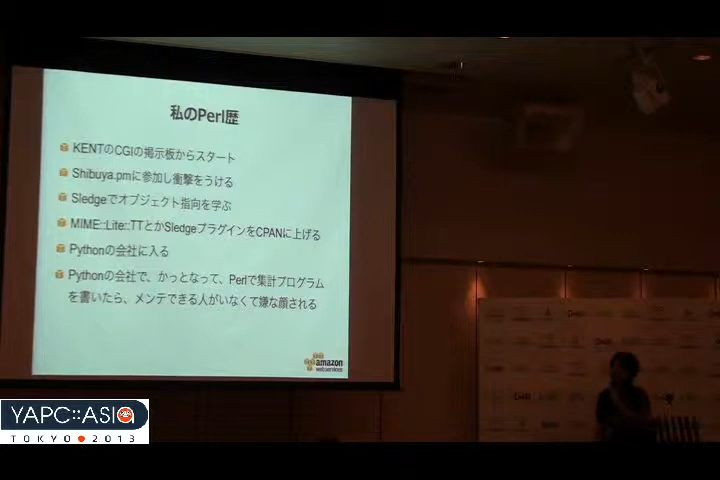 私のPerl歴
KENTのCGIの掲示板からスタート
Shibuya.pmに参加し衝撃をうける
Sledgeでオブジェクト指向を学ぶ
MIME::Lite::TTとかSledgeプラグインをCPANに上げる
Pythonの会社に入る
Pythonの会社で、かっとなって、Perlで集計プログラム
を書いたら、メンテできる人がいなくて嫌な顔される
amazon
webservices
YAPC::ASIA
TOKYO 2013